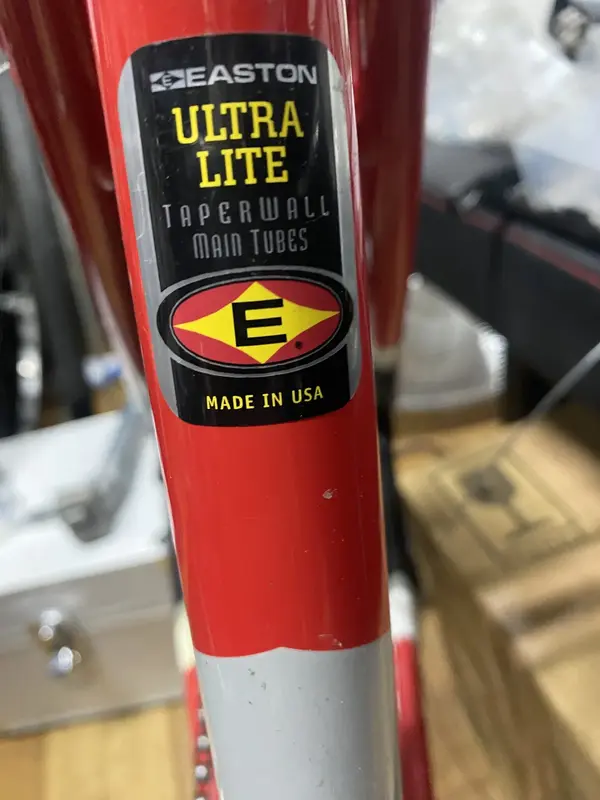 EASTON
ULTRA
LITE
TAPERWALL
MAIN TUBES
E
MADE IN USA